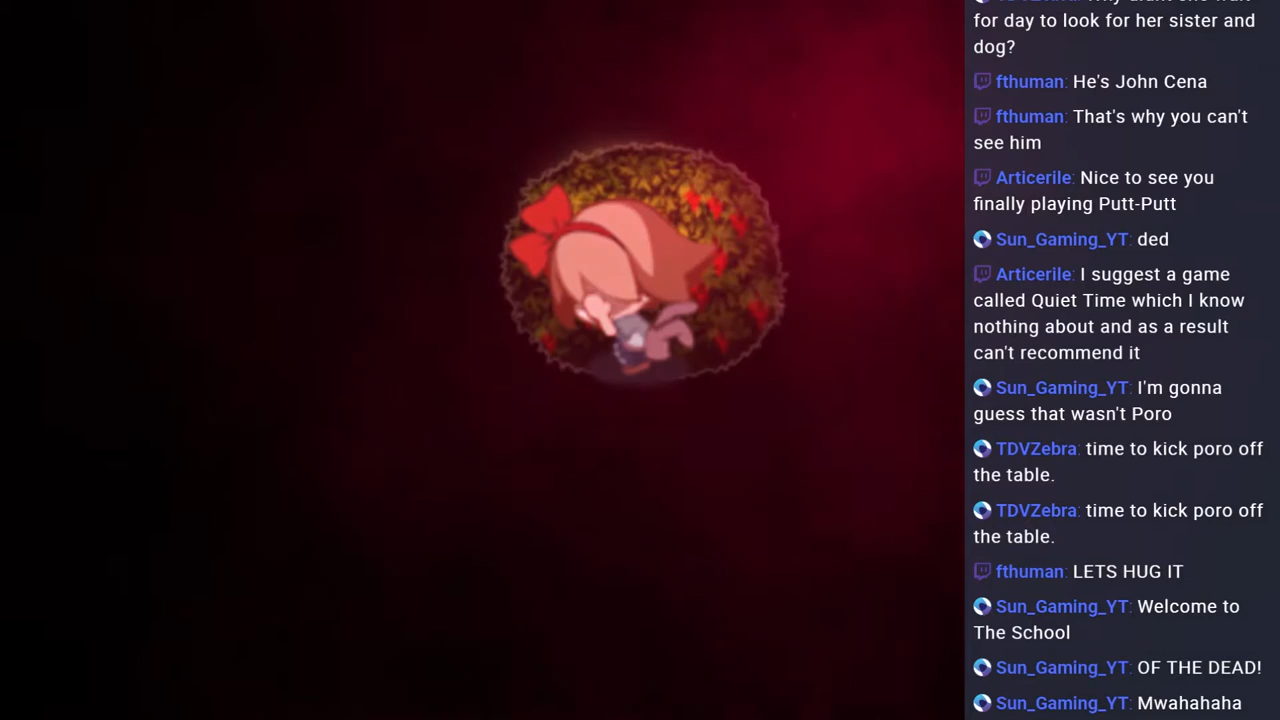 for day to look for her sister and
dog?
fthuman: He's John Cena
fthuman: That's why you can't
see him
Articerile: Nice to see you
finally playing Putt-Putt
Sun_Gaming_YT: ded
Articerile: I suggest a game
called Quiet Time which I know
nothing about and as a result
can't recommend it
Sun_Gaming_YT: I'm gonna
guess that wasn't Poro
TDVZebra: time to kick poro off
the table.
TDVZebra: time to kick poro off
the table.
fthuman: LETS HUG IT
Sun_Gaming_YT: Welcome to
The School
Sun_Gaming_YT: OF THE DEAD!
Sun_Gaming_YT: Mwahahaha